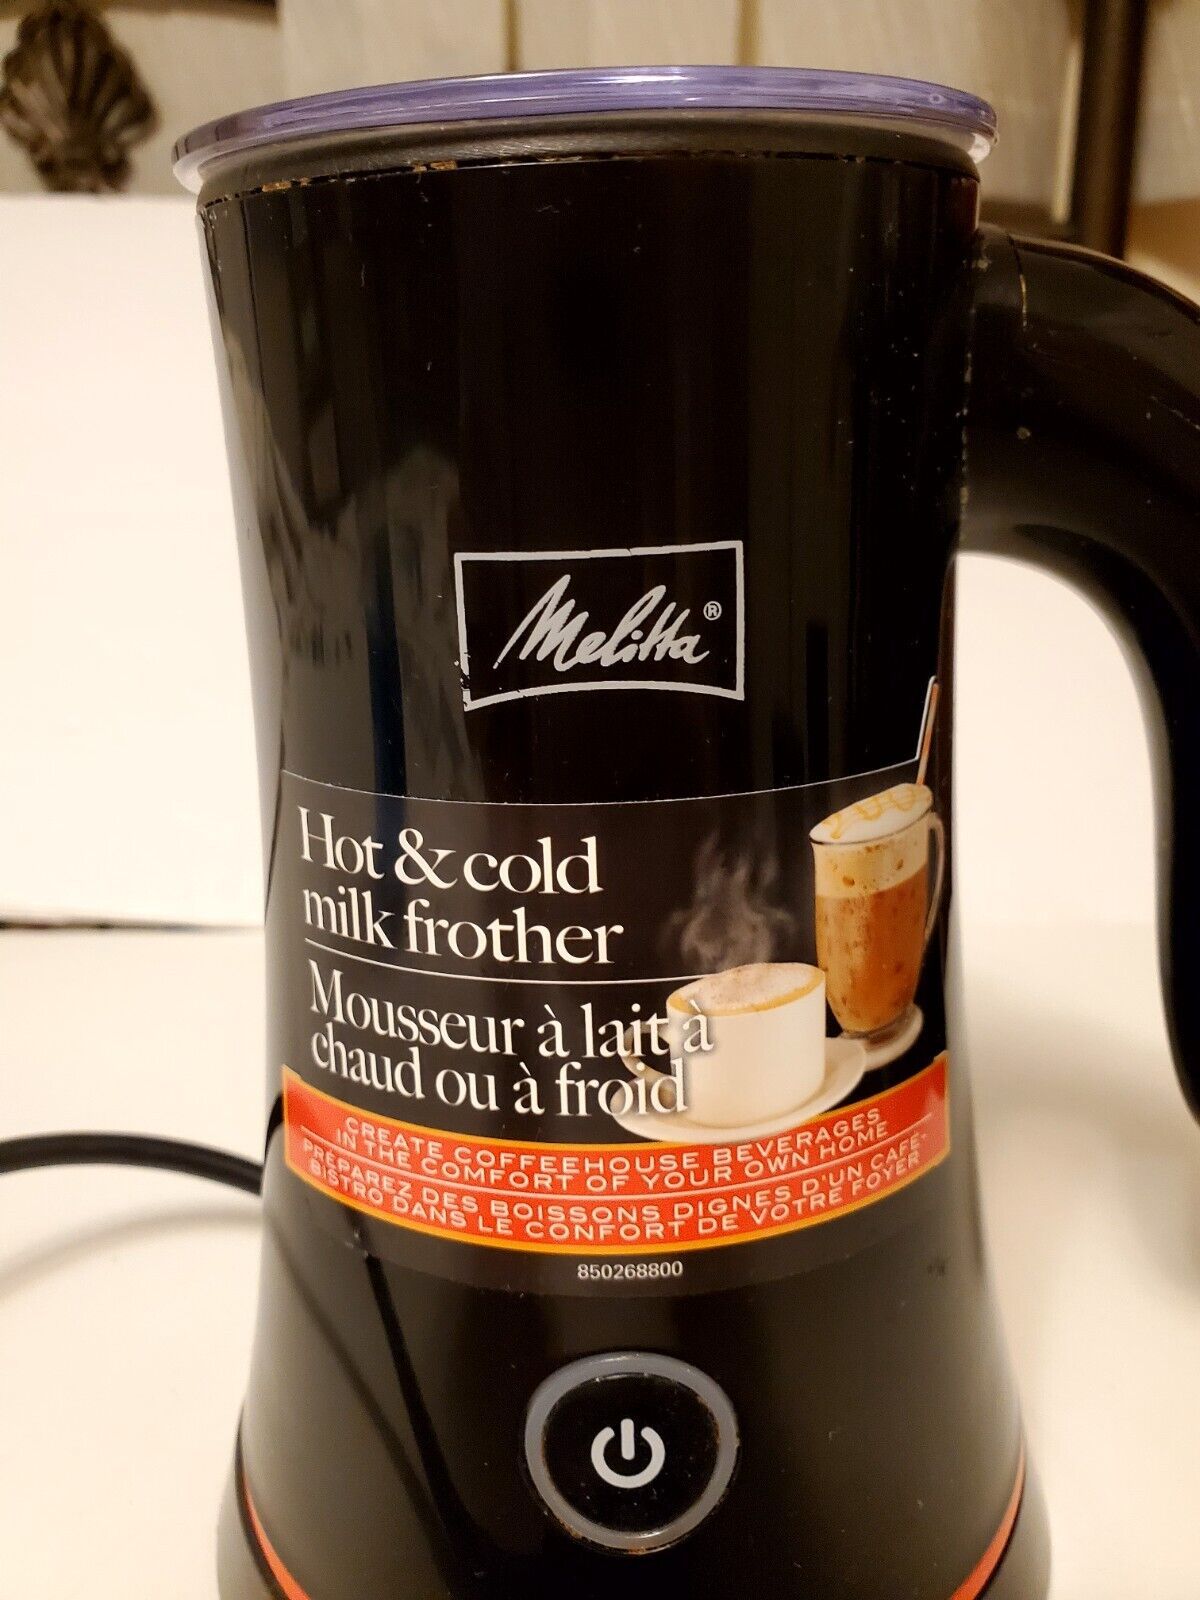 Melitta®
Hot & cold
milk frother
Mousseur à lait à
chaud ou à froid
CREATE COFFEEHOUSE BEVERAGES
IN THE COMFORT OF YOUR OWN HOME
PRÉPAREZ DES BOISSONS DIGNES D'UN CAFÉ-
BISTRO DANS LE CONFORT DE VOTRE FOYER
850268800